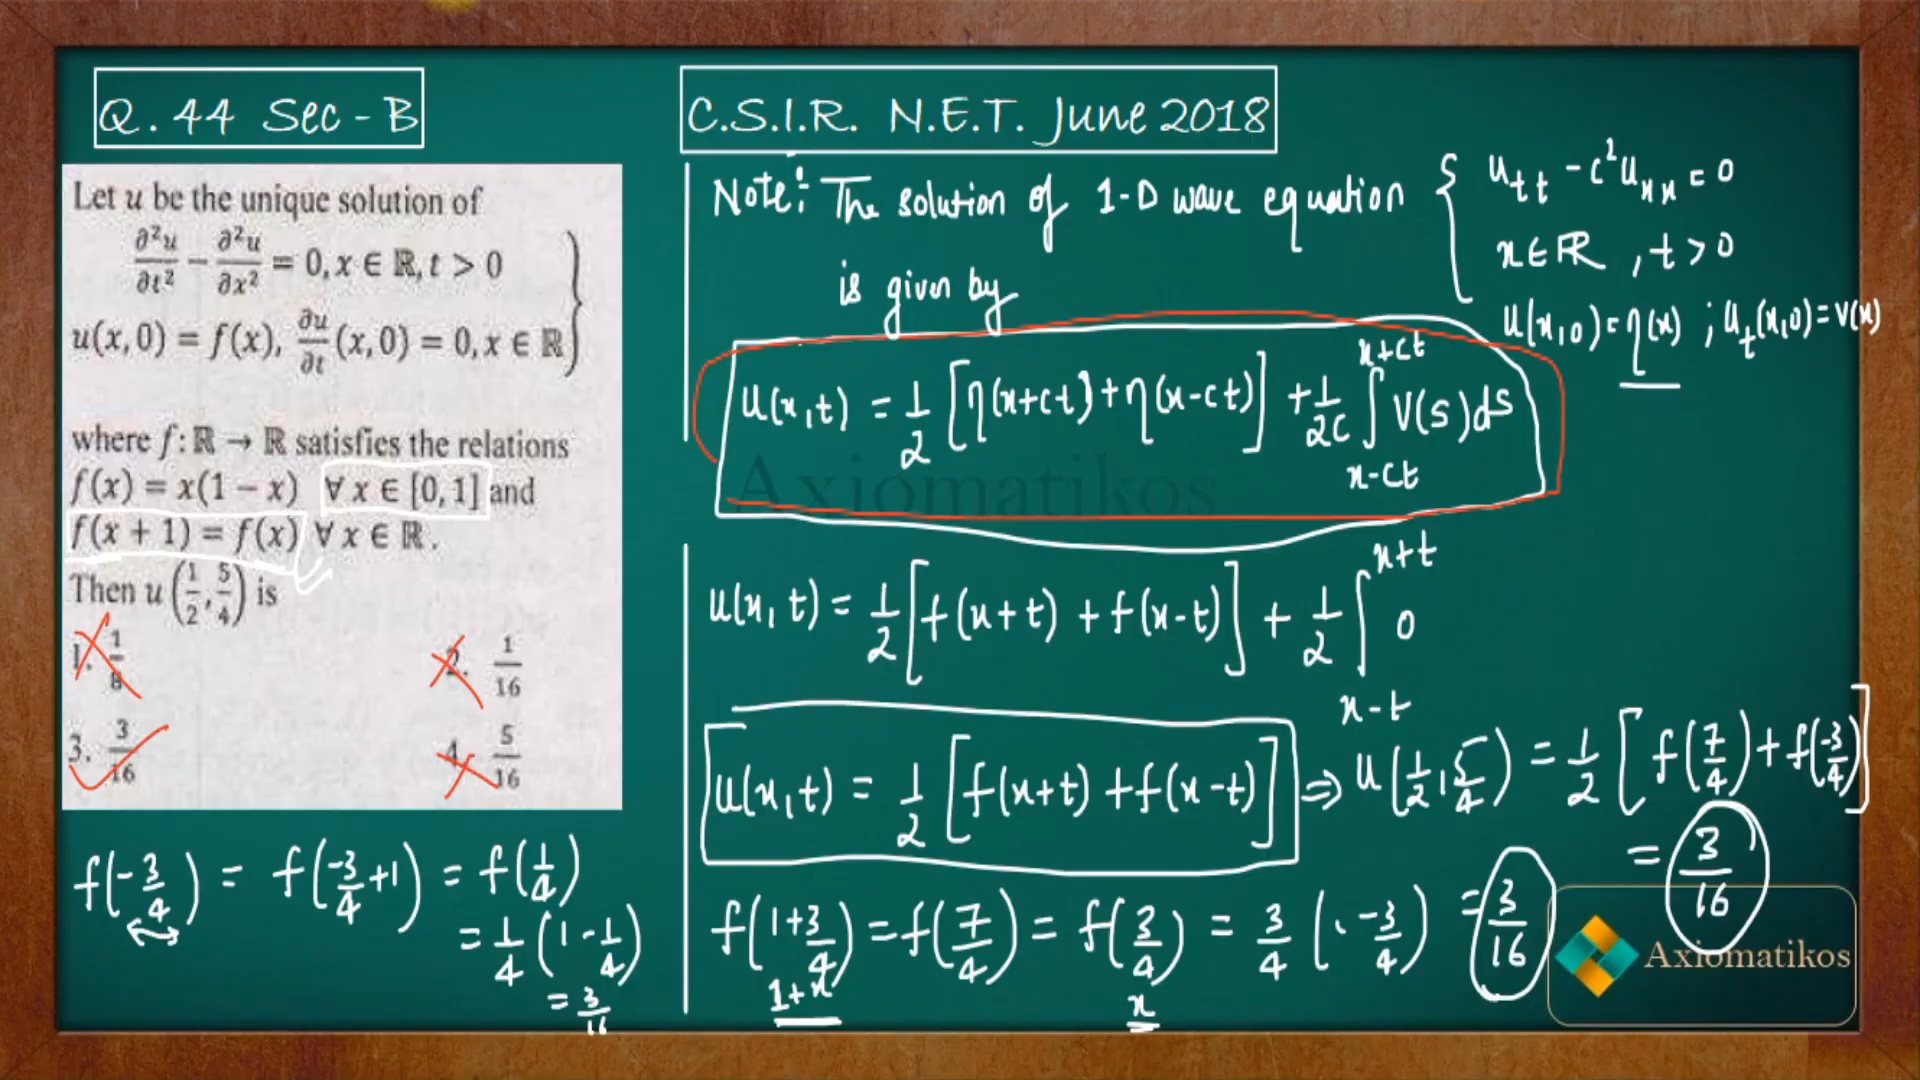 Q. 44 Sec - B
C.S.I.R. N.E.T. June 2018
Let u be the unique solution of
∂²u/∂t² − ∂²u/∂x² = 0, x ∈ ℝ, t > 0
u(x, 0) = f(x), ∂u/∂t (x, 0) = 0, x ∈ ℝ }
where f: ℝ → ℝ satisfies the relations
f(x) = x(1 − x) ∀ x ∈ [0, 1] and
f(x + 1) = f(x) ∀ x ∈ ℝ.
Then u (1/2, 5/4) is
1. 1/8
2. 1/16
3. 3/16
4. 5/16
f(-3/4) = f(-3/4 +1) = f(1/4)
= 1/4 (1 - 1/4)
= 3/16
Note: The solution of 1-D wave equation
is given by
{ u_tt - c²u_xx = 0
x ∈ ℝ, t > 0
u(x,0) = η(x) ; u_t(x,0) = v(x)
u(x,t) = 1/2 [η(x+ct) + η(x-ct)] + 1/2c ∫_{x-ct}^{x+ct} v(s) ds
Axiomatikos
u(x,t) = 1/2 [f(x+t) + f(x-t)] + 1/2 ∫_{x-t}^{x+t} 0
u(x,t) = 1/2 [f(x+t) + f(x-t)] ⇒ u(1/2, 5/4) = 1/2 [f(7/4) + f(-3/4)]
= 3/16
f(1+3/4) = f(7/4) = f(3/4) = 3/4 ( - 3/4) = 3/16
1+x
x
Axiomatikos